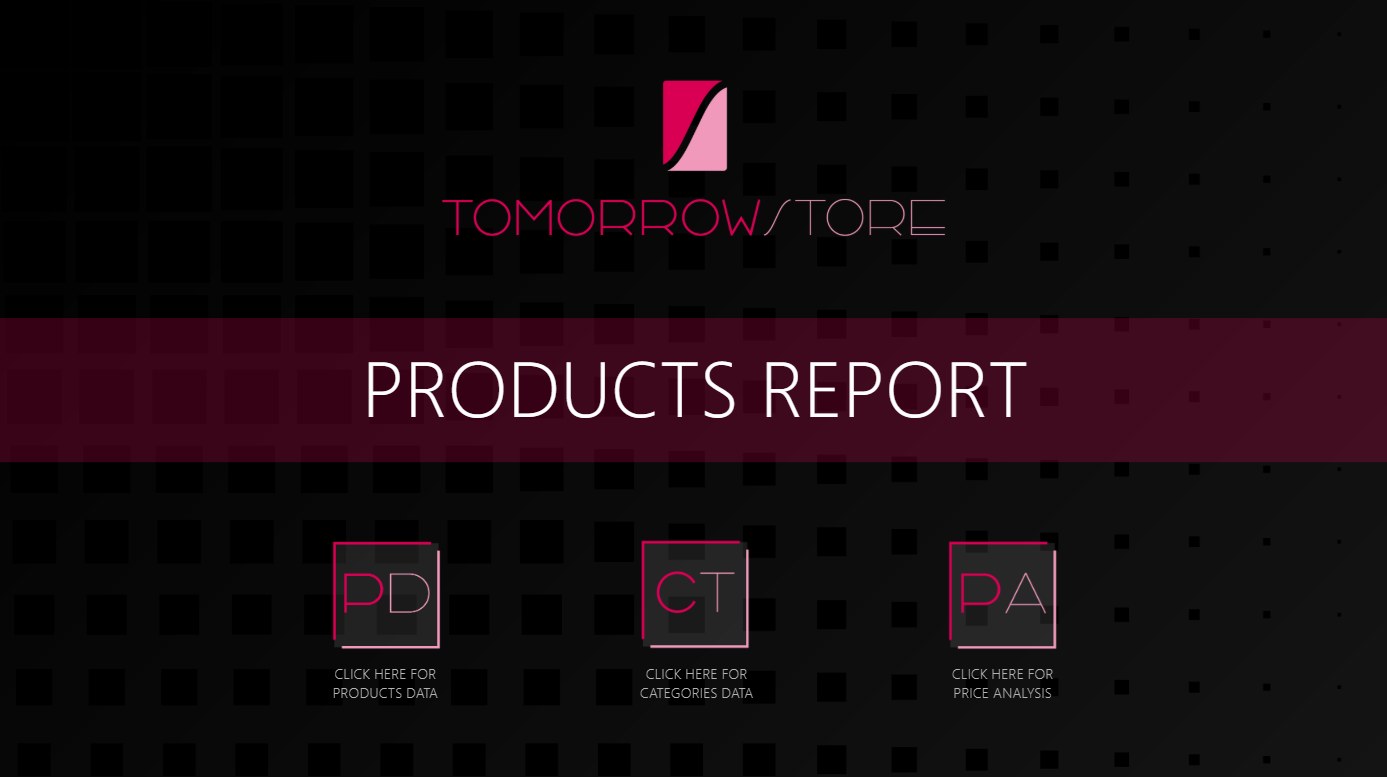 TOMORROWSTORE
PRODUCTS REPORT
PD
CT
PA
CLICK HERE FOR
PRODUCTS DATA
CLICK HERE FOR
CATEGORIES DATA
CLICK HERE FOR
PRICE ANALYSIS